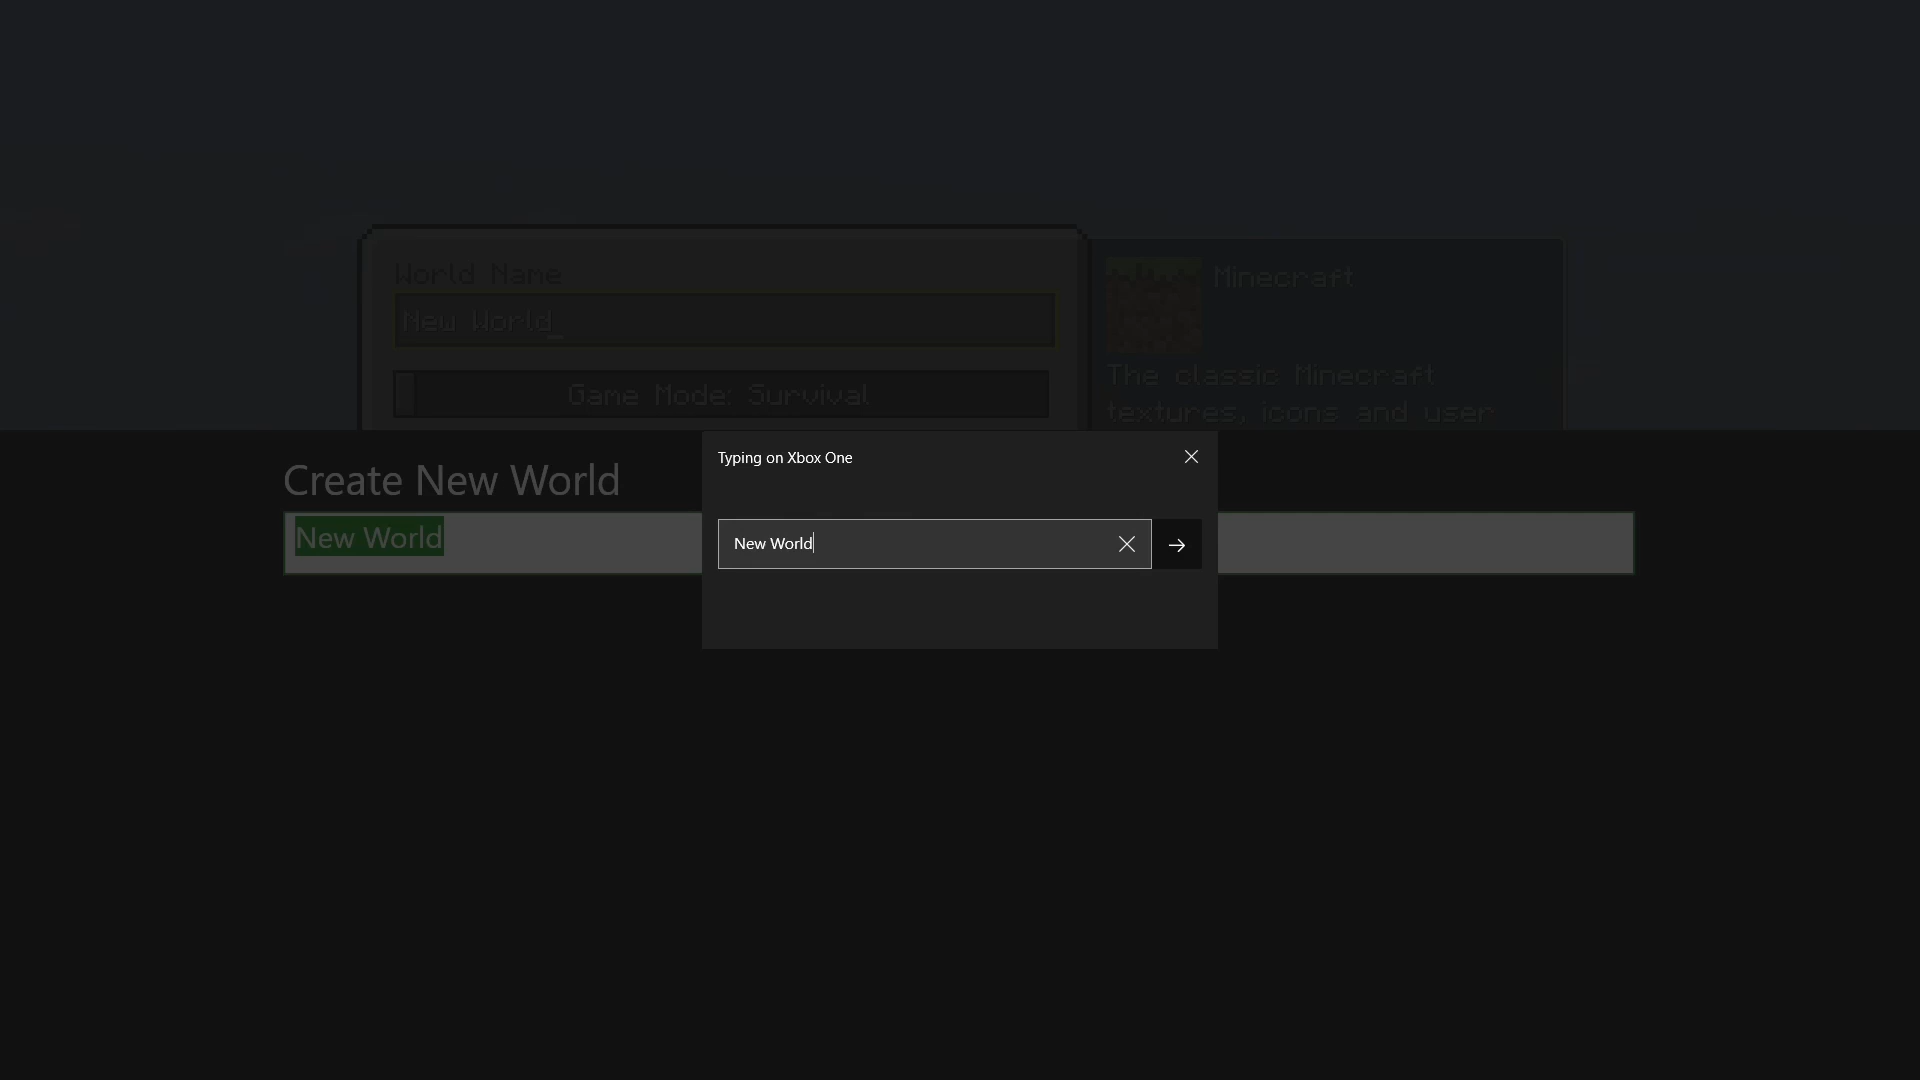 World Name
New World_
Minecraft
The classic Minecraft
textures, icons and user
Game Mode: Survival
Create New World
New World
Typing on Xbox One
New World